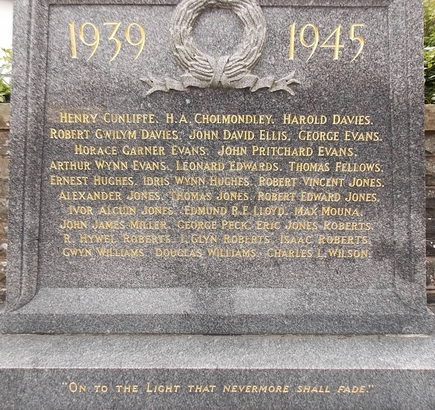 1939 1945
HENRY CUNLIFFE. H.A. CHOLMONDLEY. HAROLD DAVIES.
ROBERT GWILYM DAVIES. JOHN DAVID ELLIS. GEORGE EVANS.
HORACE GARNER EVANS. JOHN PRITCHARD EVANS.
ARTHUR WYNN EVANS. LEONARD EDWARDS. THOMAS FELLOWS.
ERNEST HUGHES. IDRIS WYNN HUGHES. ROBERT VINCENT JONES.
ALEXANDER JONES. THOMAS JONES. ROBERT EDWARD JONES.
IVOR ALCUIN JONES. EDMUND R.E. LLOYD. MAX MOUNA.
JOHN JAMES MILLER. GEORGE PECK. ERIC JONES-ROBERTS.
R. HYWEL ROBERTS. I. GLYN ROBERTS. ISAAC ROBERTS.
GWYN WILLIAMS. DOUGLAS WILLIAMS. CHARLES L. WILSON.
"ON TO THE LIGHT THAT NEVERMORE SHALL FADE."